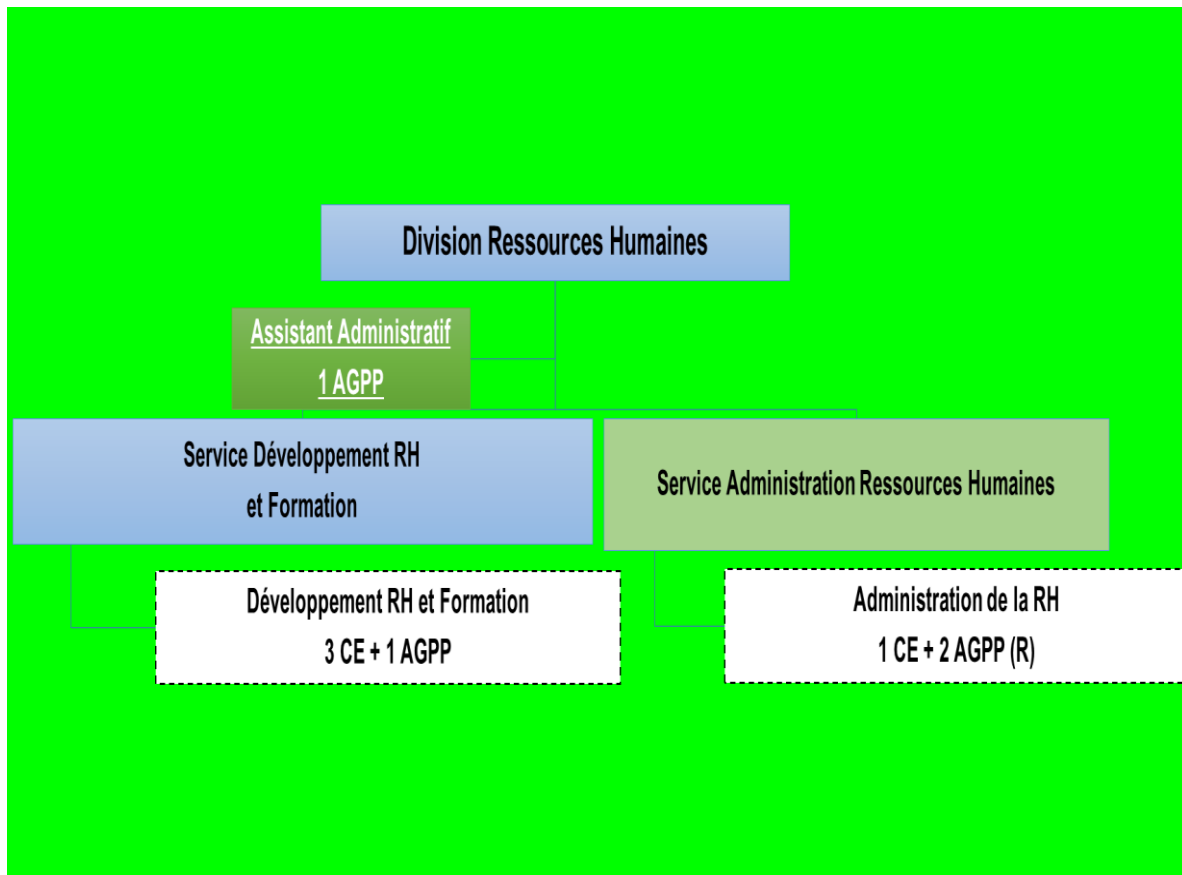 Division Ressources Humaines
Assistant Administratif
1 AGPP
Service Développement RH
et Formation
Service Administration Ressources Humaines
Développement RH et Formation
3 CE + 1 AGPP
Administration de la RH
1 CE + 2 AGPP (R)